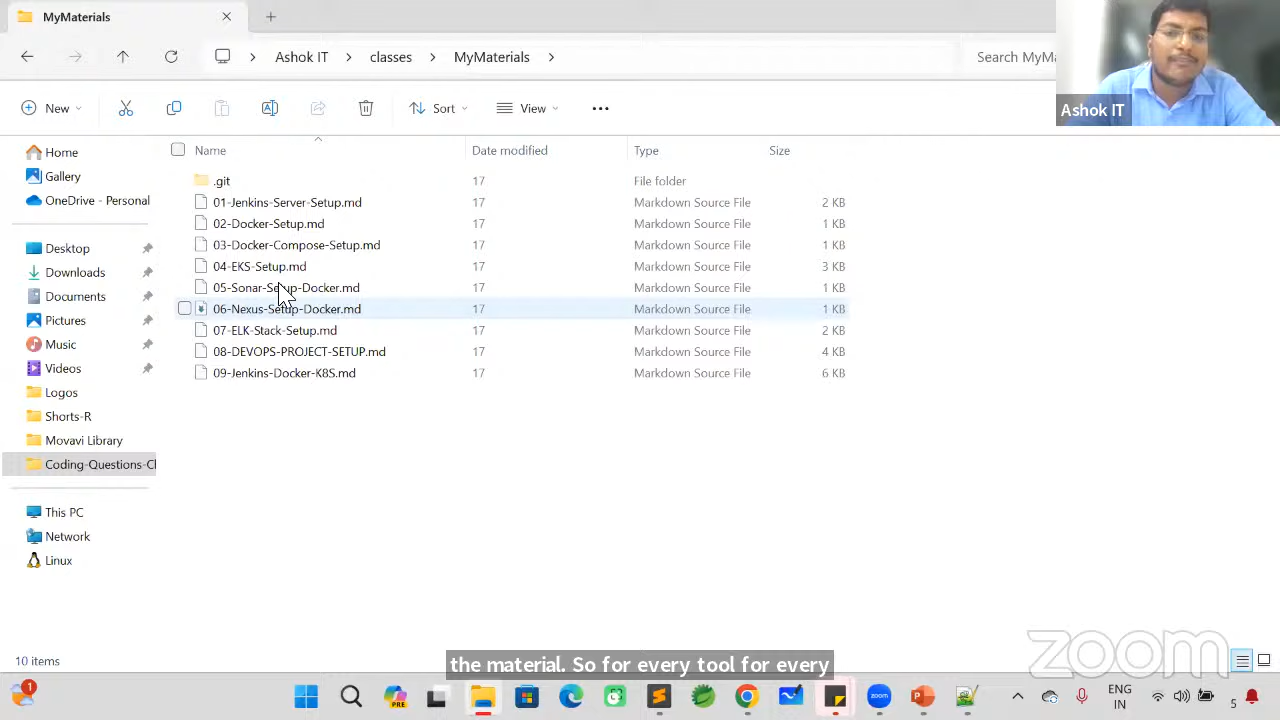 MyMaterials
Ashok IT
classes
MyMaterials
Search MyMa
New
Sort
View
Ashok IT
Name
Date modified
Type
Size
Home
Gallery
OneDrive - Personal
Desktop
Downloads
Documents
Pictures
Music
Videos
Logos
Shorts-R
Movavi Library
Coding-Questions-Cl
This PC
Network
Linux
.git 17 File folder
01-Jenkins-Server-Setup.md 17 Markdown Source File 2 KB
02-Docker-Setup.md 17 Markdown Source File 1 KB
03-Docker-Compose-Setup.md 17 Markdown Source File 1 KB
04-EKS-Setup.md 17 Markdown Source File 3 KB
05-Sonar-Setup-Docker.md 17 Markdown Source File 1 KB
06-Nexus-Setup-Docker.md 17 Markdown Source File 1 KB
07-ELK-Stack-Setup.md 17 Markdown Source File 2 KB
08-DEVOPS-PROJECT-SETUP.md 17 Markdown Source File 4 KB
09-Jenkins-Docker-K8S.md 17 Markdown Source File 6 KB
10 items
the material. So for every tool for every
zoom
1
PRE
zoom
ENG
IN
5